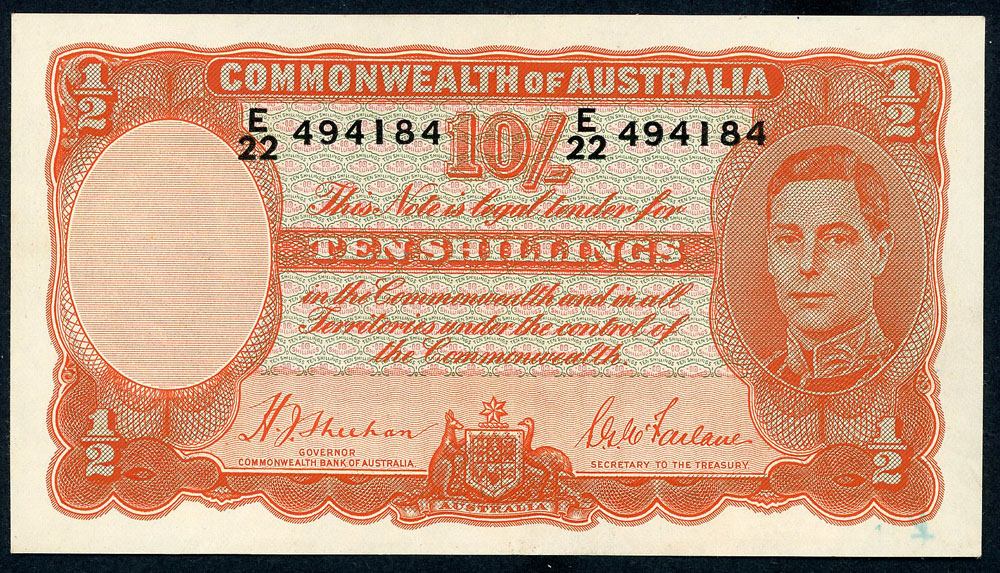 1/2 COMMONWEALTH OF AUSTRALIA 1/2
E/22 494184 10/- E/22 494184
This Note is legal tender for
TEN SHILLINGS
in the Commonwealth and in all
Territories under the control of
the Commonwealth.
1/2 H.J. Sheehan S.G. McFarlane 1/2
GOVERNOR
COMMONWEALTH BANK OF AUSTRALIA.
SECRETARY TO THE TREASURY.
AUSTRALIA